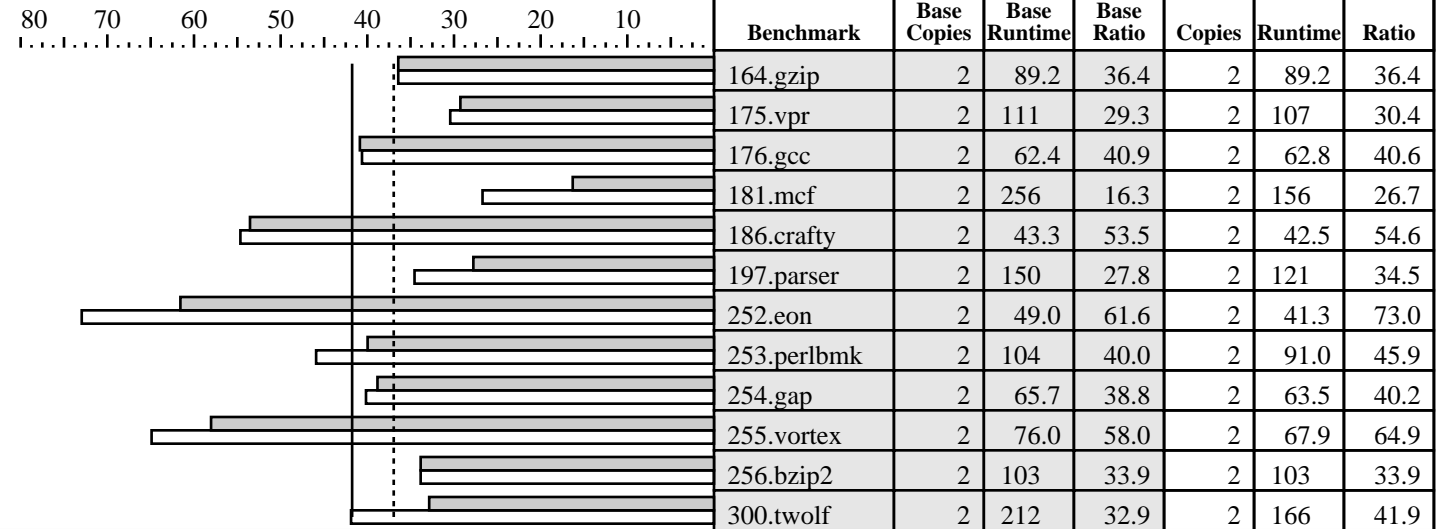 80 70 60 50 40 30 20 10 Benchmark Base Copies Base Runtime Base Ratio Copies Runtime Ratio
164.gzip 2 89.2 36.4 2 89.2 36.4
175.vpr 2 111 29.3 2 107 30.4
176.gcc 2 62.4 40.9 2 62.8 40.6
181.mcf 2 256 16.3 2 156 26.7
186.crafty 2 43.3 53.5 2 42.5 54.6
197.parser 2 150 27.8 2 121 34.5
252.eon 2 49.0 61.6 2 41.3 73.0
253.perlbmk 2 104 40.0 2 91.0 45.9
254.gap 2 65.7 38.8 2 63.5 40.2
255.vortex 2 76.0 58.0 2 67.9 64.9
256.bzip2 2 103 33.9 2 103 33.9
300.twolf 2 212 32.9 2 166 41.9